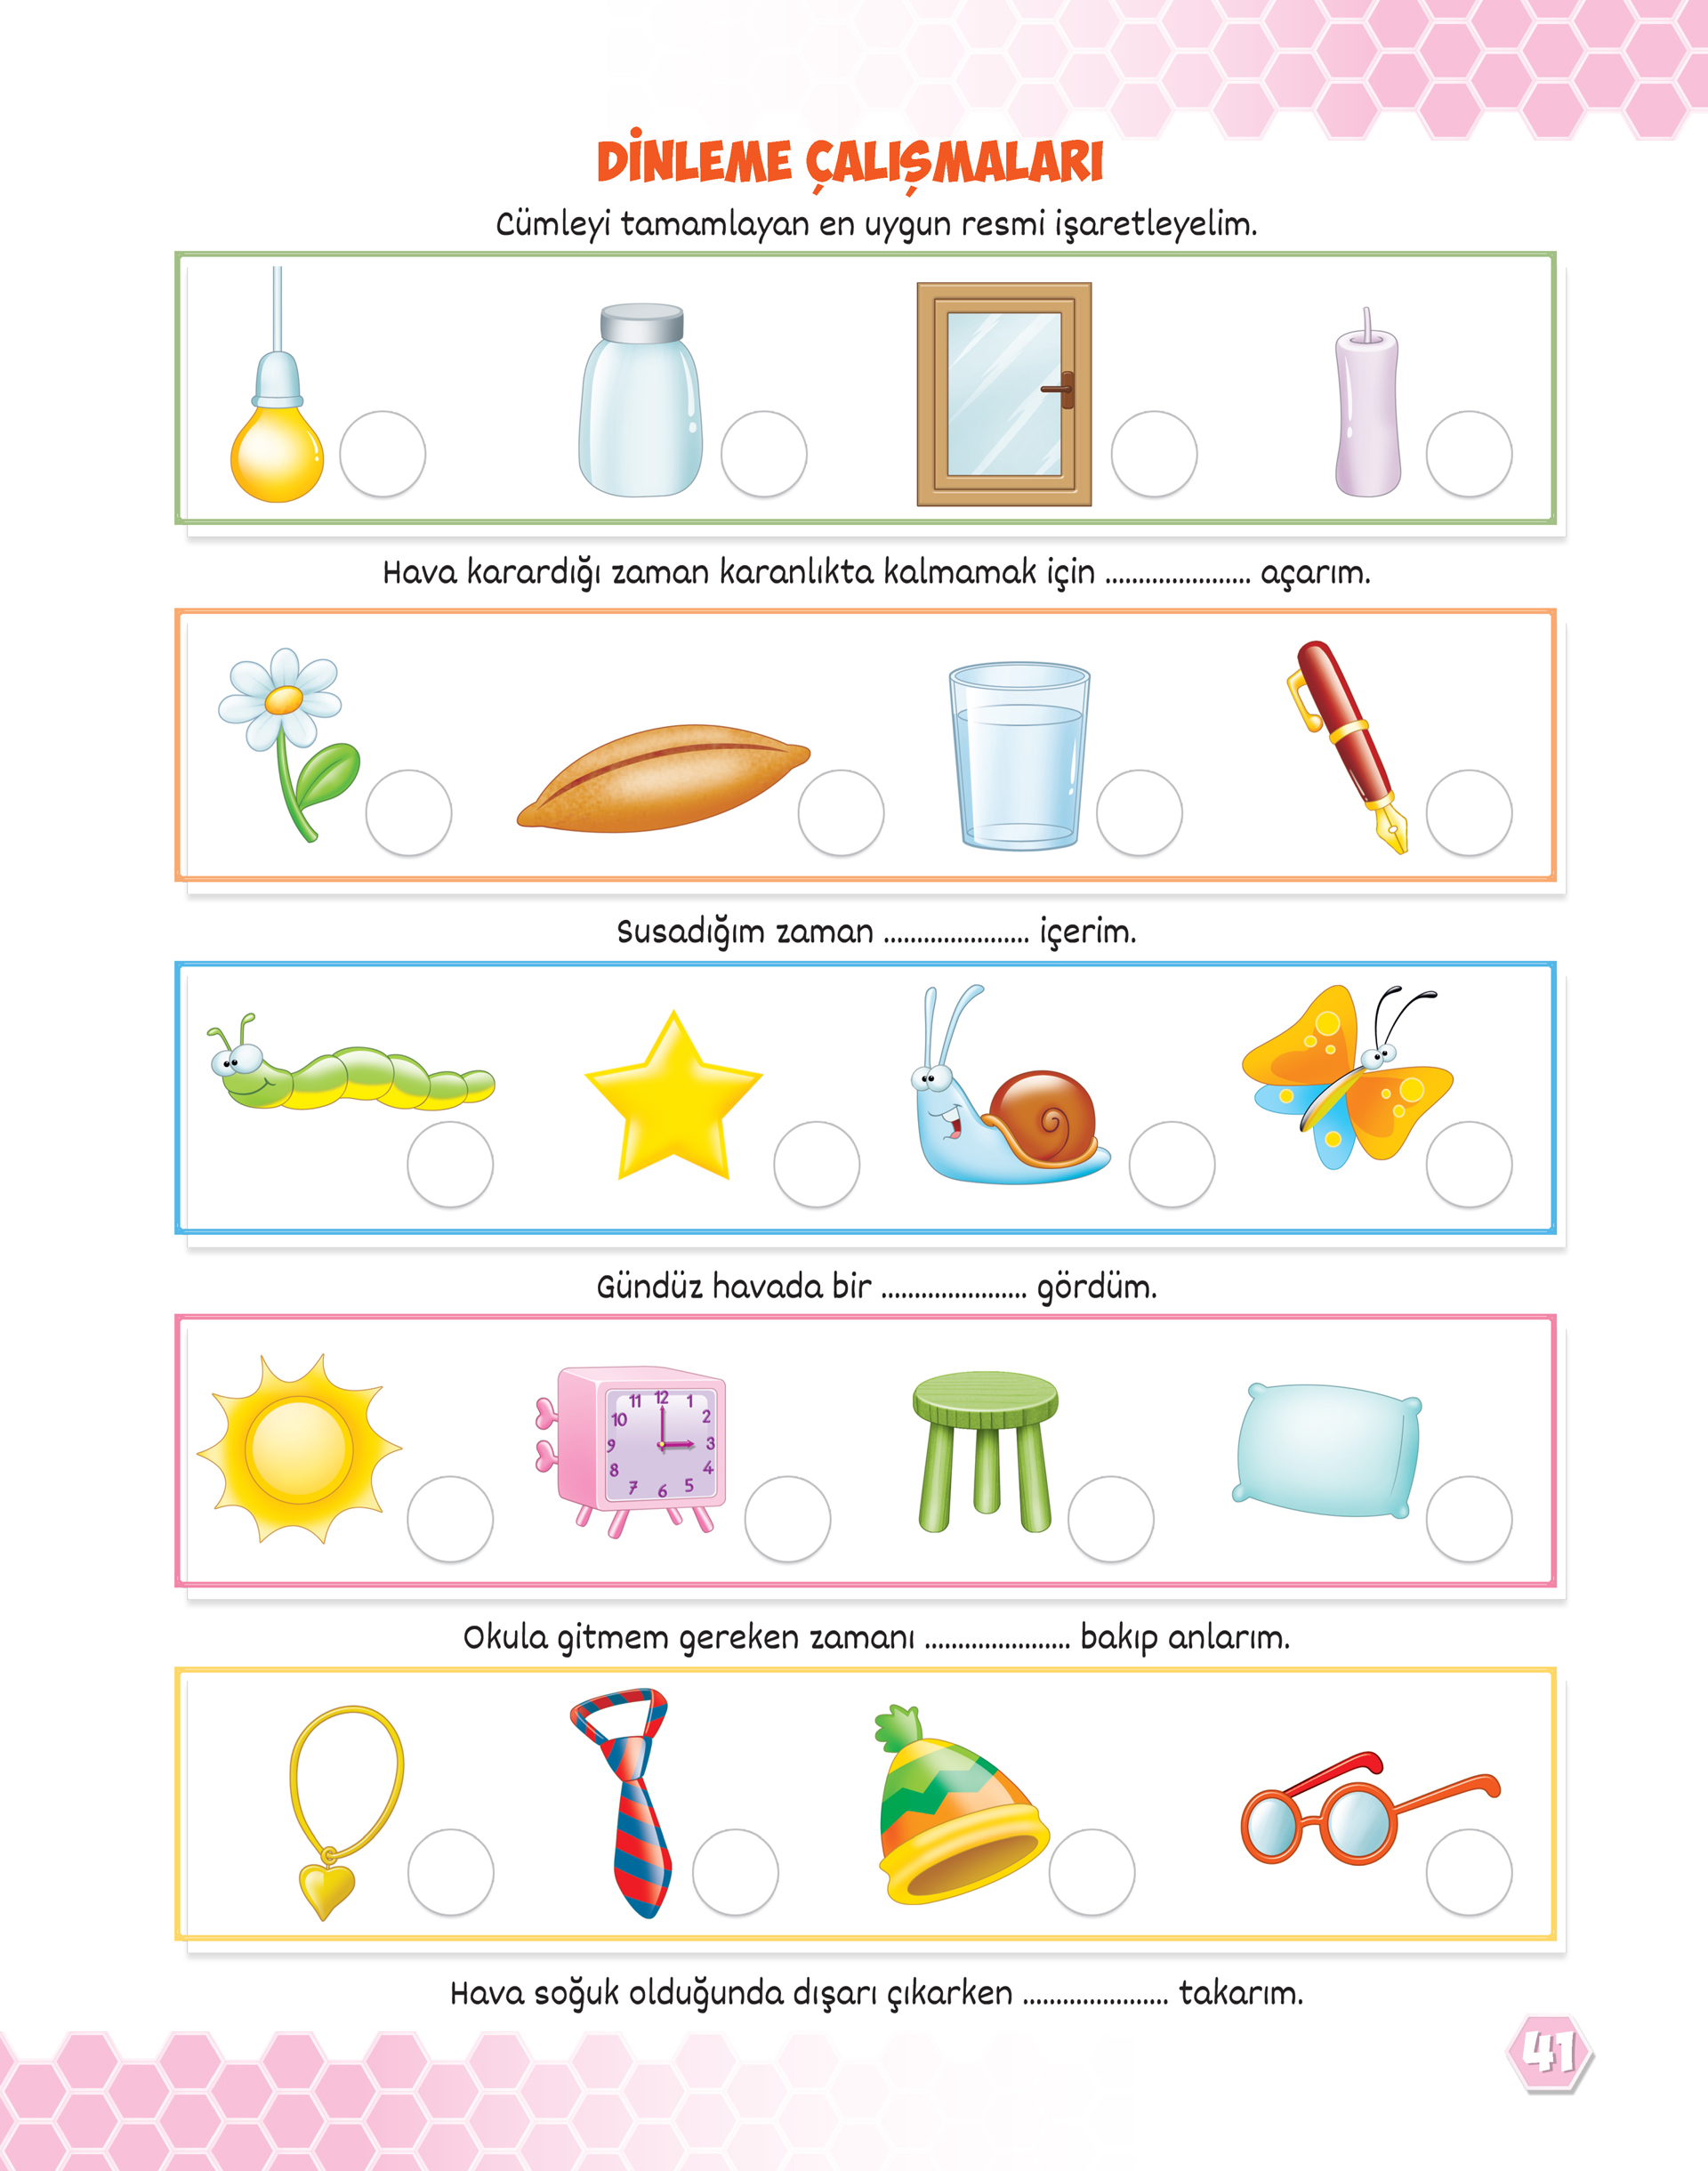 DİNLEME ÇALIŞMALARI
Cümleyi tamamlayan en uygun resmi işaretleyelim.
Hava karardığı zaman karanlıkta kalmamak için ...................... açarım.
Susadığım zaman ...................... içerim.
Gündüz havada bir ...................... gördüm.
11 12 1
10 2
9 3
8 4
7 6 5
Okula gitmem gereken zamanı ...................... bakıp anlarım.
Hava soğuk olduğunda dışarı çıkarken ...................... takarım.
41